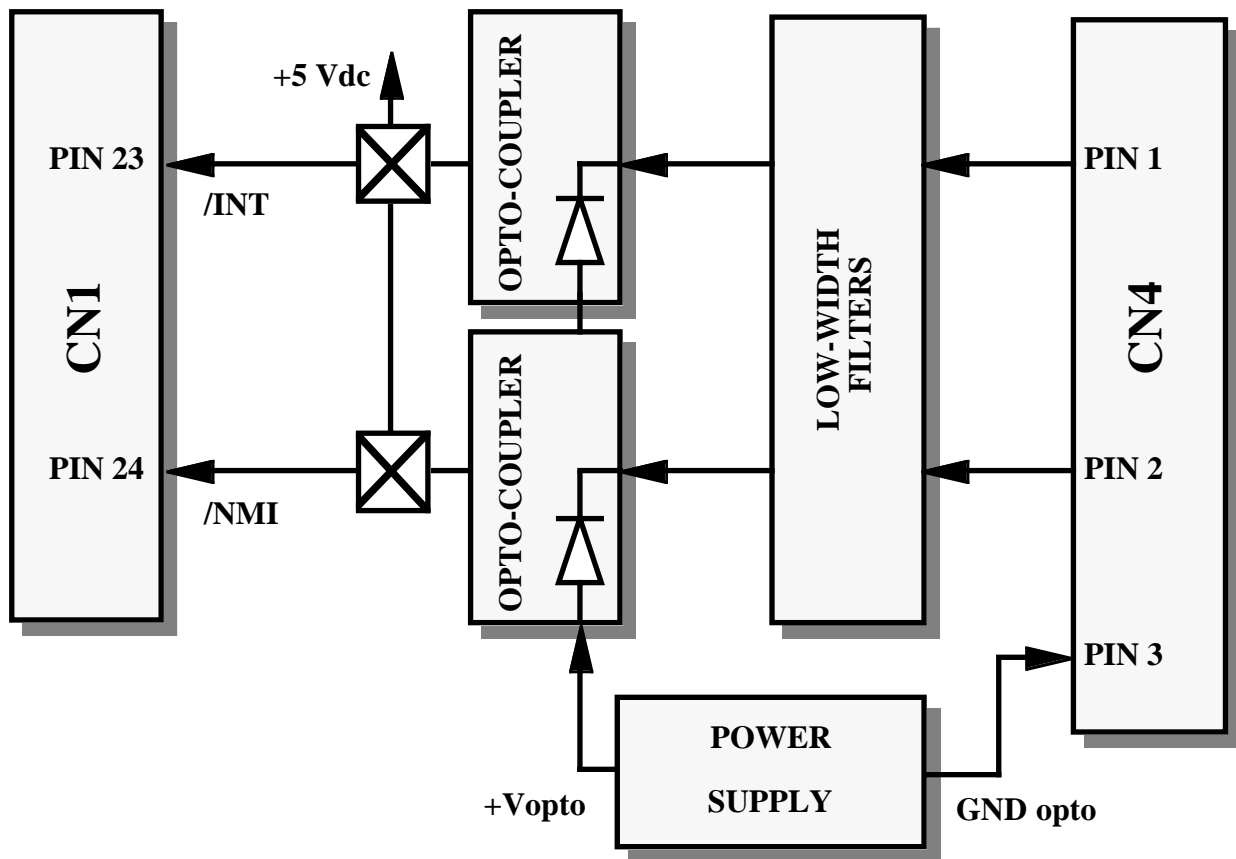 +5 Vdc
PIN 23
/INT
CN1
PIN 24
/NMI
OPTO-COUPLER
OPTO-COUPLER
LOW-WIDTH
FILTERS
PIN 1
CN4
PIN 2
PIN 3
POWER
SUPPLY
+Vopto
GND opto